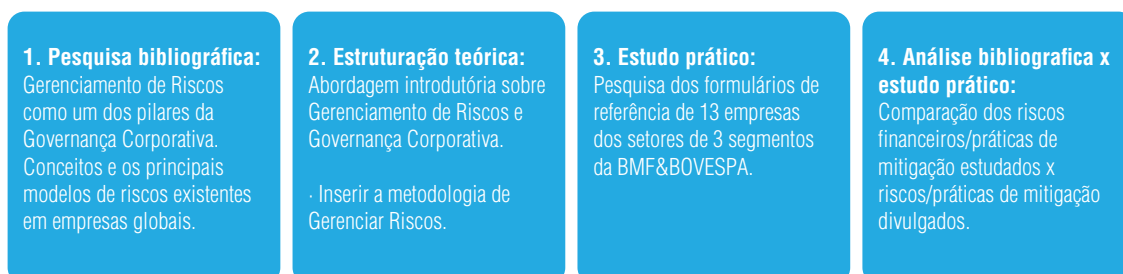 1. Pesquisa bibliográfica:
Gerenciamento de Riscos
como um dos pilares da
Governança Corporativa.
Conceitos e os principais
modelos de riscos existentes
em empresas globais.
2. Estruturação teórica:
Abordagem introdutória sobre
Gerenciamento de Riscos e
Governança Corporativa.
· Inserir a metodologia de
Gerenciar Riscos.
3. Estudo prático:
Pesquisa dos formulários de
referência de 13 empresas
dos setores de 3 segmentos
da BMF&BOVESPA.
4. Análise bibliografica x
estudo prático:
Comparação dos riscos
financeiros/práticas de
mitigação estudados x
riscos/práticas de mitigação
divulgados.